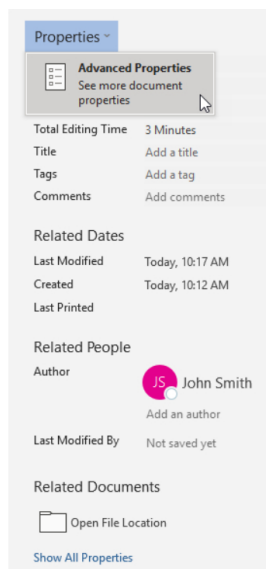 Properties
Advanced Properties
See more document
properties
Total Editing Time 3 Minutes
Title Add a title
Tags Add a tag
Comments Add comments
Related Dates
Last Modified Today, 10:17 AM
Created Today, 10:12 AM
Last Printed
Related People
Author
JS John Smith
Add an author
Last Modified By Not saved yet
Related Documents
Open File Location
Show All Properties